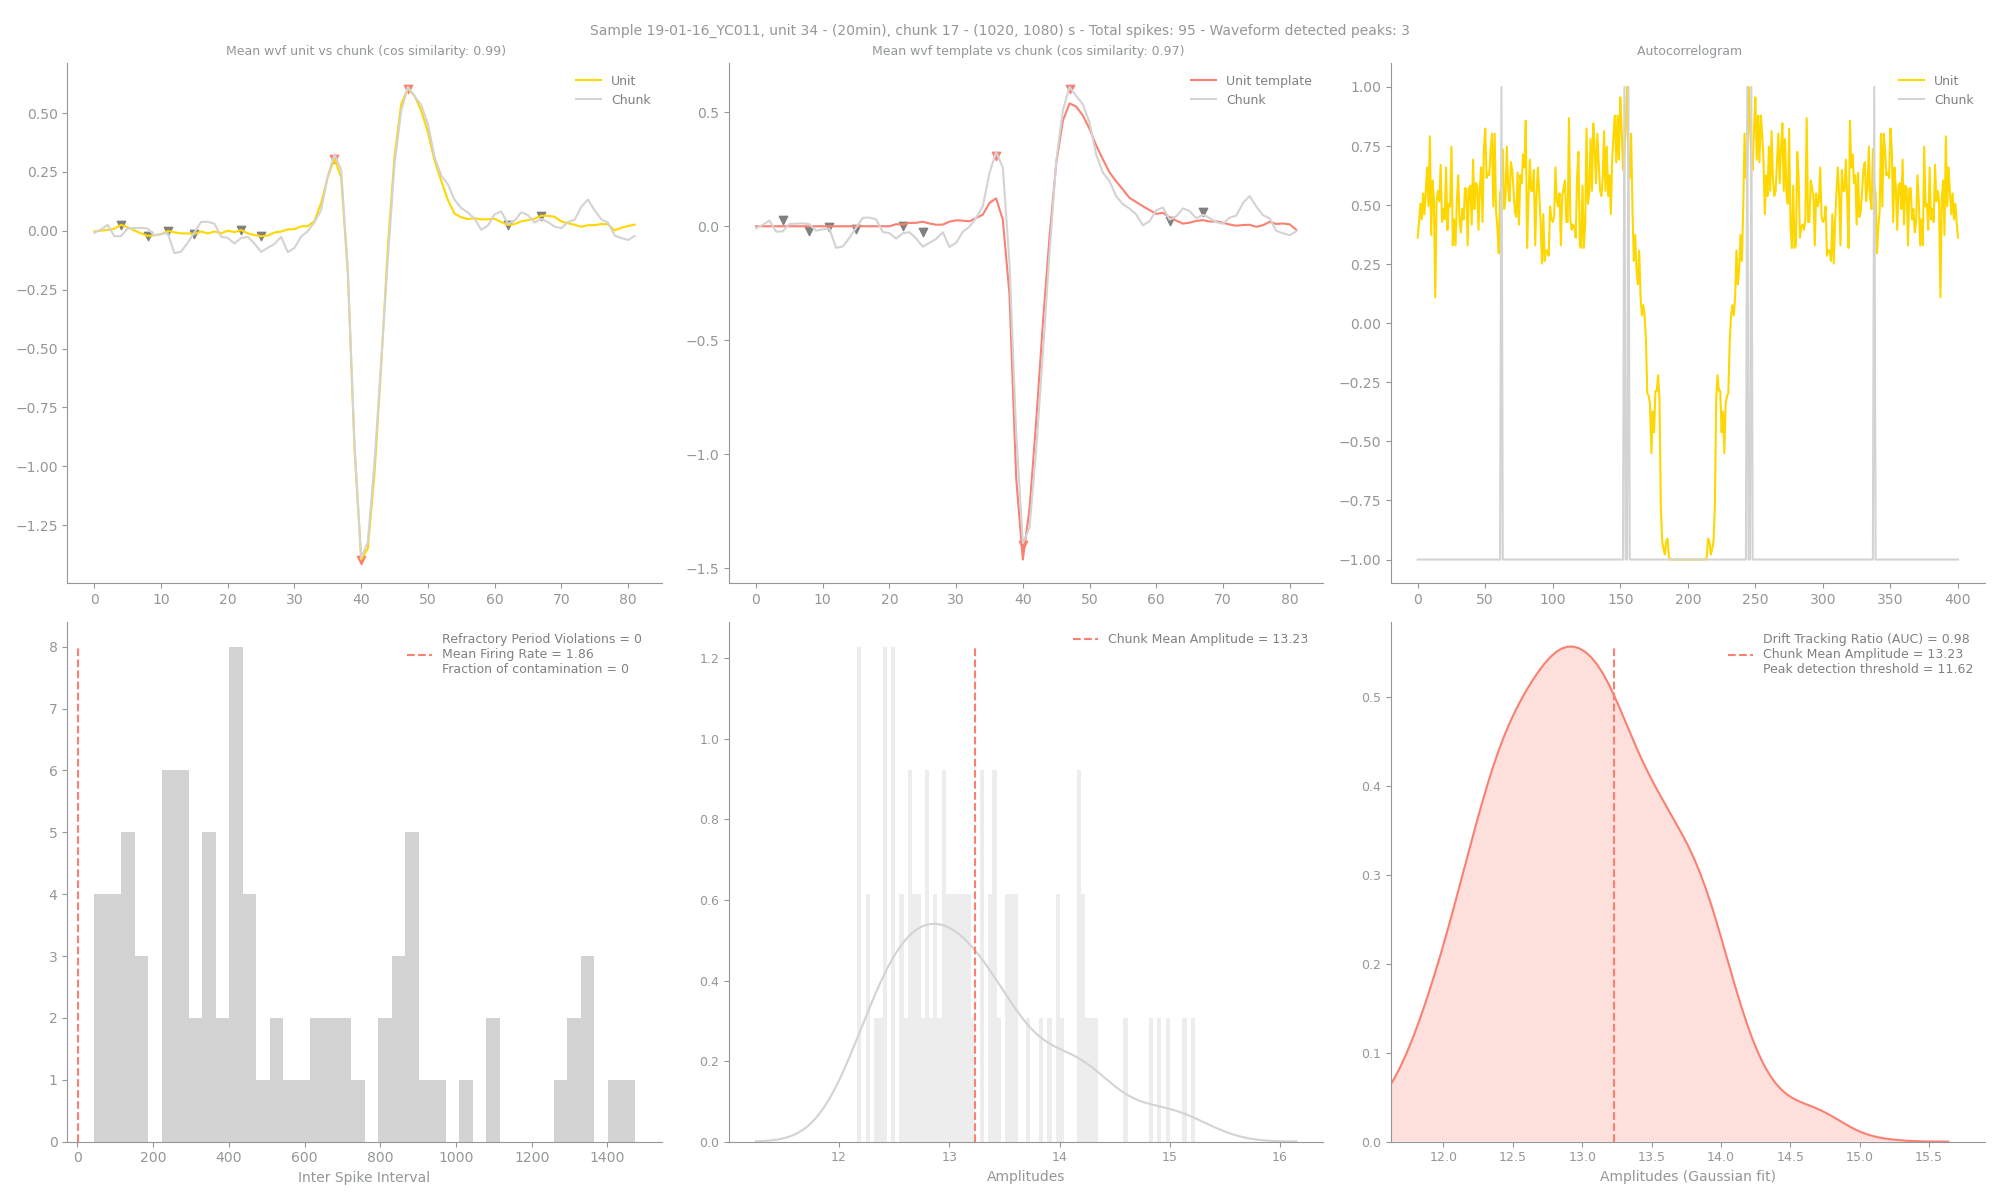 Sample 19-01-16_YC011, unit 34 - (20min), chunk 17 - (1020, 1080) s - Total spikes: 95 - Waveform detected peaks: 3
Mean wvf unit vs chunk (cos similarity: 0.99)
Unit
Chunk
0.50
0.25
0.00
−0.25
−0.50
−0.75
−1.00
−1.25
0 10 20 30 40 50 60 70 80
Mean wvf template vs chunk (cos similarity: 0.97)
Unit template
Chunk
0.5
0.0
−0.5
−1.0
−1.5
0 10 20 30 40 50 60 70 80
Autocorrelogram
Unit
Chunk
1.00
0.75
0.50
0.25
0.00
−0.25
−0.50
−0.75
−1.00
0 50 100 150 200 250 300 350 400
Refractory Period Violations = 0
Mean Firing Rate = 1.86
Fraction of contamination = 0
8
7
6
5
4
3
2
1
0
0 200 400 600 800 1000 1200 1400
Inter Spike Interval
Chunk Mean Amplitude = 13.23
1.2
1.0
0.8
0.6
0.4
0.2
0.0
12 13 14 15 16
Amplitudes
Drift Tracking Ratio (AUC) = 0.98
Chunk Mean Amplitude = 13.23
Peak detection threshold = 11.62
0.5
0.4
0.3
0.2
0.1
0.0
12.0 12.5 13.0 13.5 14.0 14.5 15.0 15.5
Amplitudes (Gaussian fit)